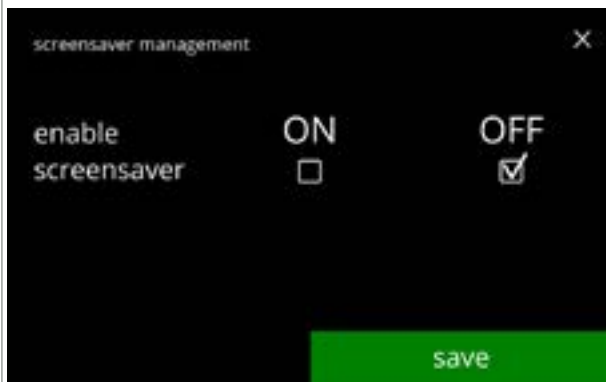 screensaver management
enable ON OFF
screensaver
save